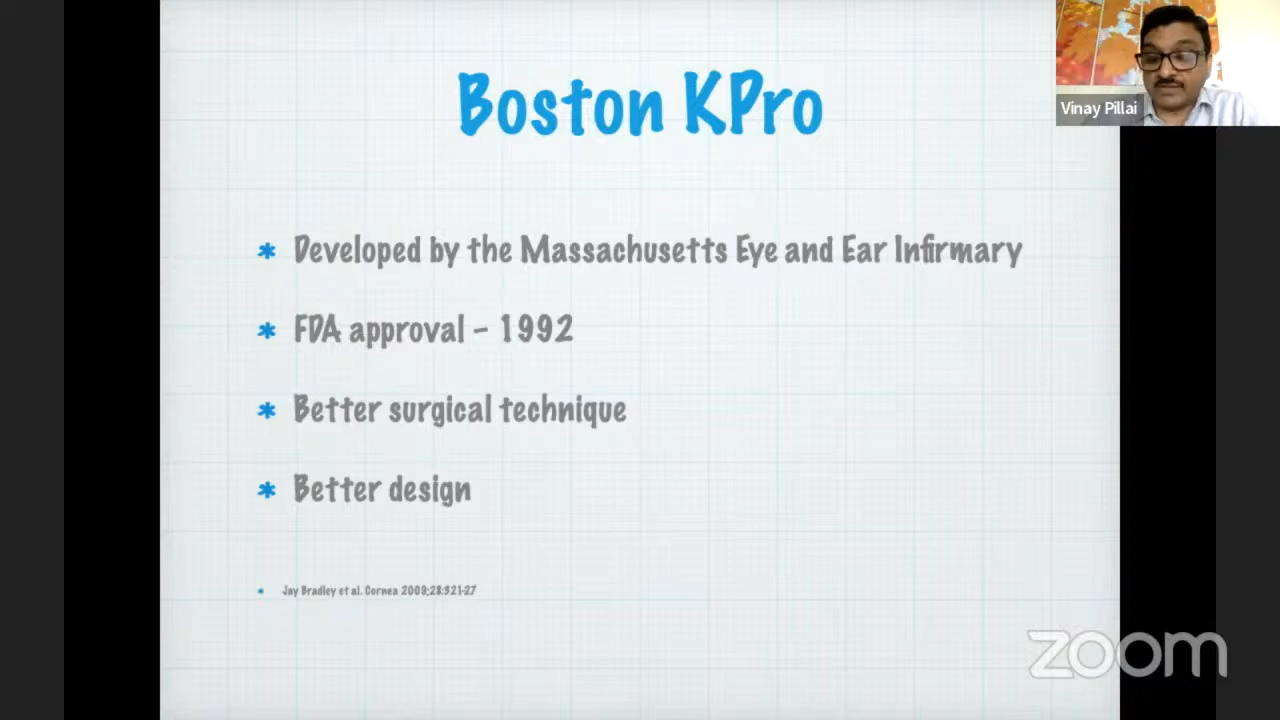 Boston KPro
Vinay Pillai
* Developed by the Massachusetts Eye and Ear Infirmary
* FDA approval – 1992
* Better surgical technique
* Better design
• Jay Bradley et al. Cornea 2009;28:321-27
zoom